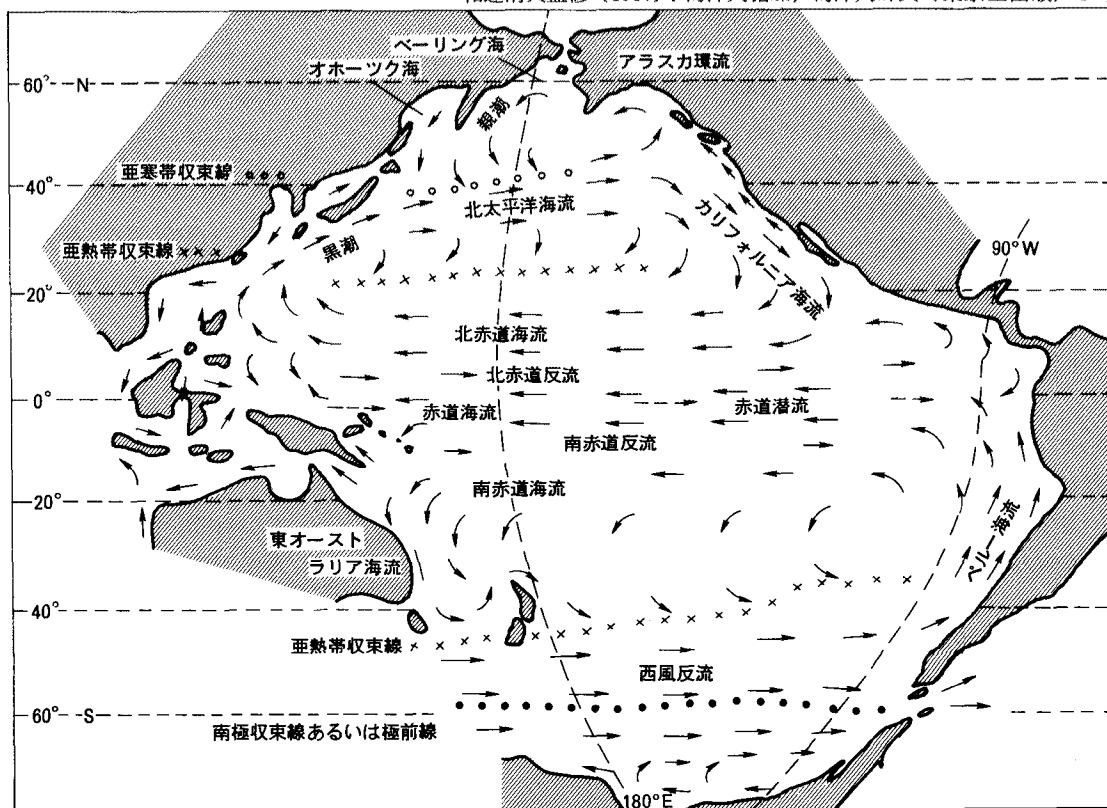 ベーリング海
オホーツク海
アラスカ環流
60°
N
親潮
亜寒帯収束線
40°
北太平洋海流
カリフォルニア海流
黒潮
亜熱帯収束線
90°W
20°
北赤道海流
北赤道反流
0°
赤道海流
赤道潜流
南赤道反流
南赤道海流
20°
東オースト
ラリア海流
ペルー海流
40°
亜熱帯収束線
西風反流
60°
S
南極収束線あるいは極前線
180°E